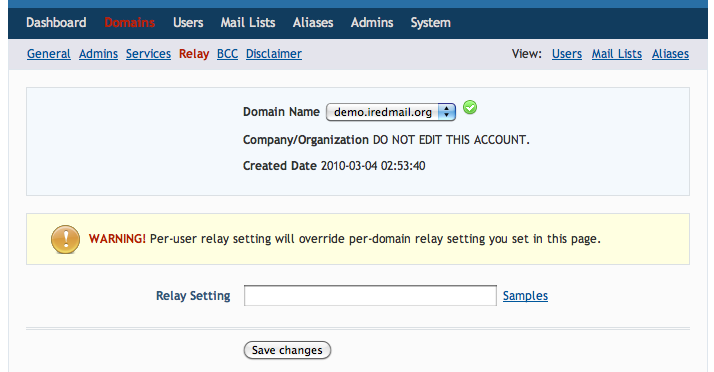 Dashboard Domains Users Mail Lists Aliases Admins System
General Admins Services Relay BCC Disclaimer View: Users Mail Lists Aliases
Domain Name demo.iredmail.org
Company/Organization DO NOT EDIT THIS ACCOUNT.
Created Date 2010-03-04 02:53:40
WARNING! Per-user relay setting will override per-domain relay setting you set in this page.
Relay Setting Samples
Save changes